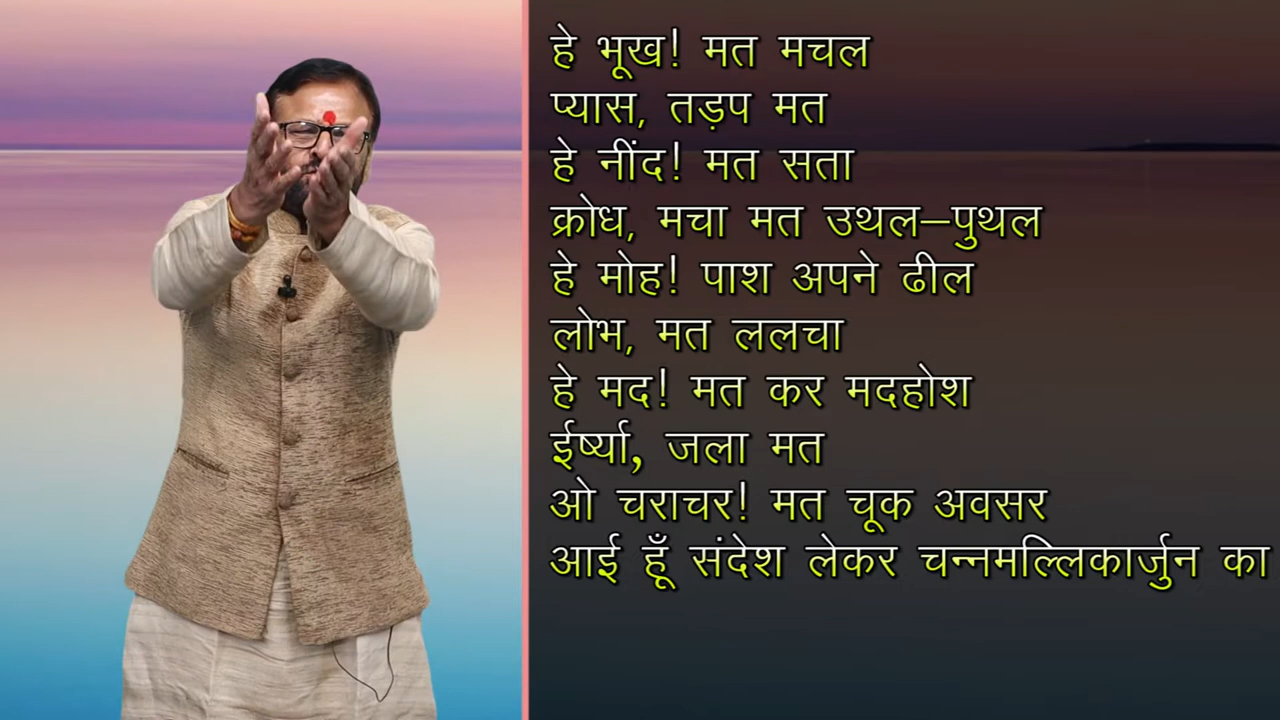 हे भूख! मत मचल
प्यास, तड़प मत
हे नींद! मत सता
क्रोध, मचा मत उथल–पुथल
हे मोह! पाश अपने ढील
लोभ, मत ललचा
हे मद! मत कर मदहोश
ईर्ष्या, जला मत
ओ चराचर! मत चूक अवसर
आई हूँ संदेश लेकर चन्नमल्लिकार्जुन का